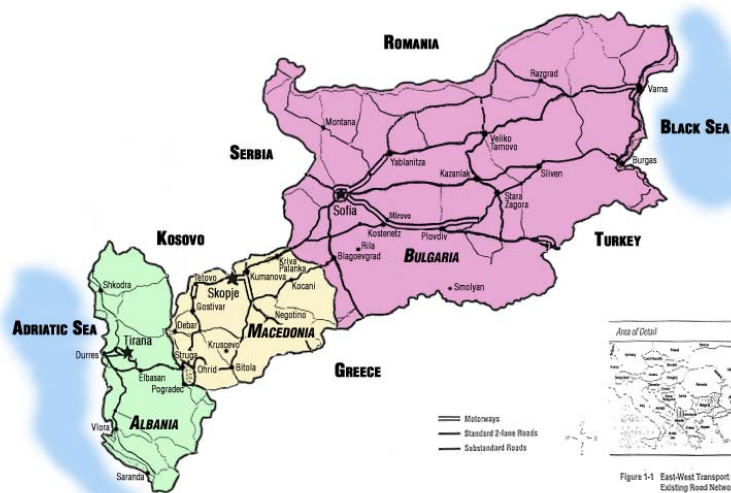 ROMANIA
Razgrad
Varna
BLACK SEA
Montana
Veliko
Tarnovo
SERBIA
Yablanitza
Burgas
Kazanlak
Sliven
Sofia
Stara
Zagora
Mirovo
Kostenetz
Plovdiv
TURKEY
KOSOVO
Rila
BULGARIA
Kriva
Palanka
Blagoevgrad
Tetovo
Kumanova
Shkodra
Skopje
Kocani
Smolyan
Gostivar
Negotino
ADRIATIC SEA
Debar
MACEDONIA
Tirana
Kruscevo
Durres
Struga
Ohrid
Bitola
GREECE
Elbasan
Pogradec
ALBANIA
Vlora
Saranda
Area of Detail
Motorways
Standard 2-lane Roads
Substandard Roads
Figure 1-1 East-West Transport
Existing Road Networ